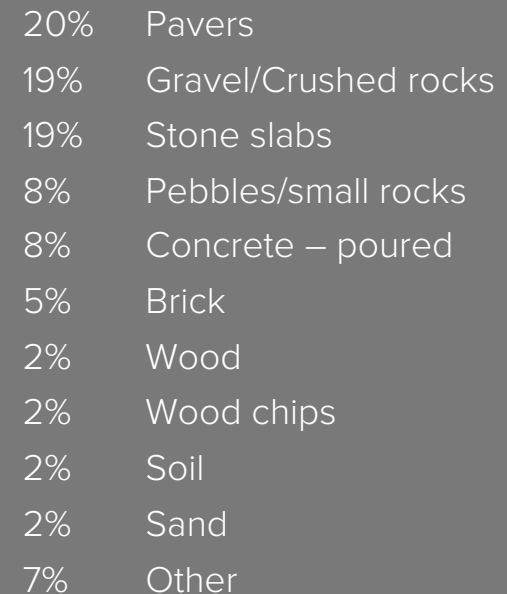 20% Pavers
19% Gravel/Crushed rocks
19% Stone slabs
8% Pebbles/small rocks
8% Concrete – poured
5% Brick
2% Wood
2% Wood chips
2% Soil
2% Sand
7% Other